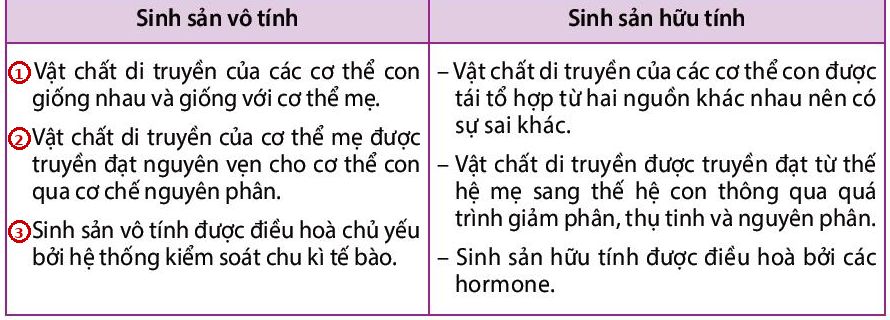 Sinh sản vô tính
Sinh sản hữu tính
① Vật chất di truyền của các cơ thể con
giống nhau và giống với cơ thể mẹ.
② Vật chất di truyền của cơ thể mẹ được
truyền đạt nguyên vẹn cho cơ thể con
qua cơ chế nguyên phân.
③ Sinh sản vô tính được điều hoà chủ yếu
bởi hệ thống kiểm soát chu kì tế bào.
– Vật chất di truyền của các cơ thể con được
tái tổ hợp từ hai nguồn khác nhau nên có
sự sai khác.
– Vật chất di truyền được truyền đạt từ thế
hệ mẹ sang thế hệ con thông qua quá
trình giảm phân, thụ tinh và nguyên phân.
– Sinh sản hữu tính được điều hoà bởi các
hormone.